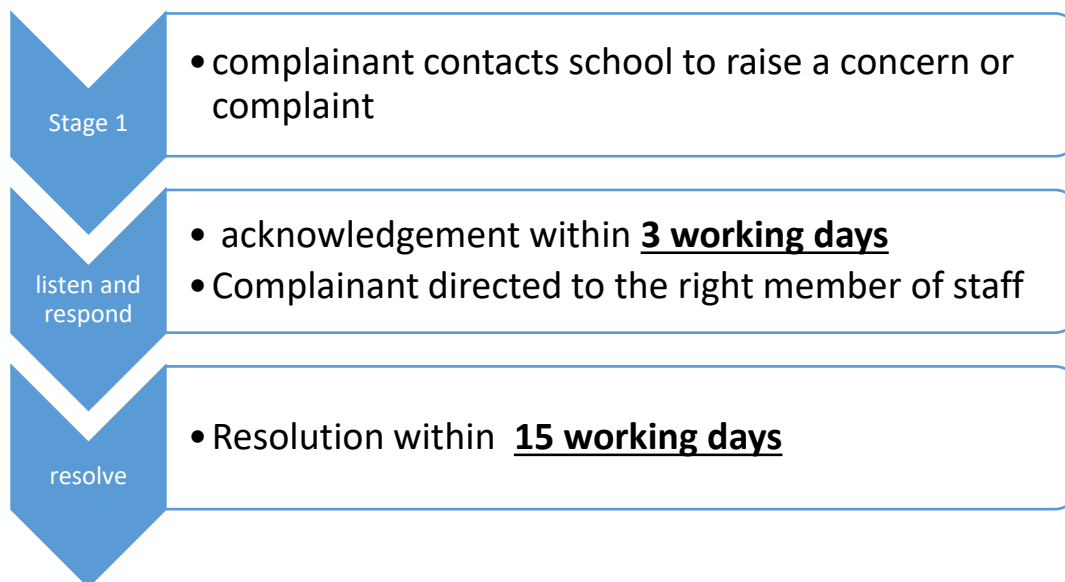 Stage 1
• complainant contacts school to raise a concern or
complaint
listen and
respond
• acknowledgement within 3 working days
• Complainant directed to the right member of staff
resolve
• Resolution within 15 working days